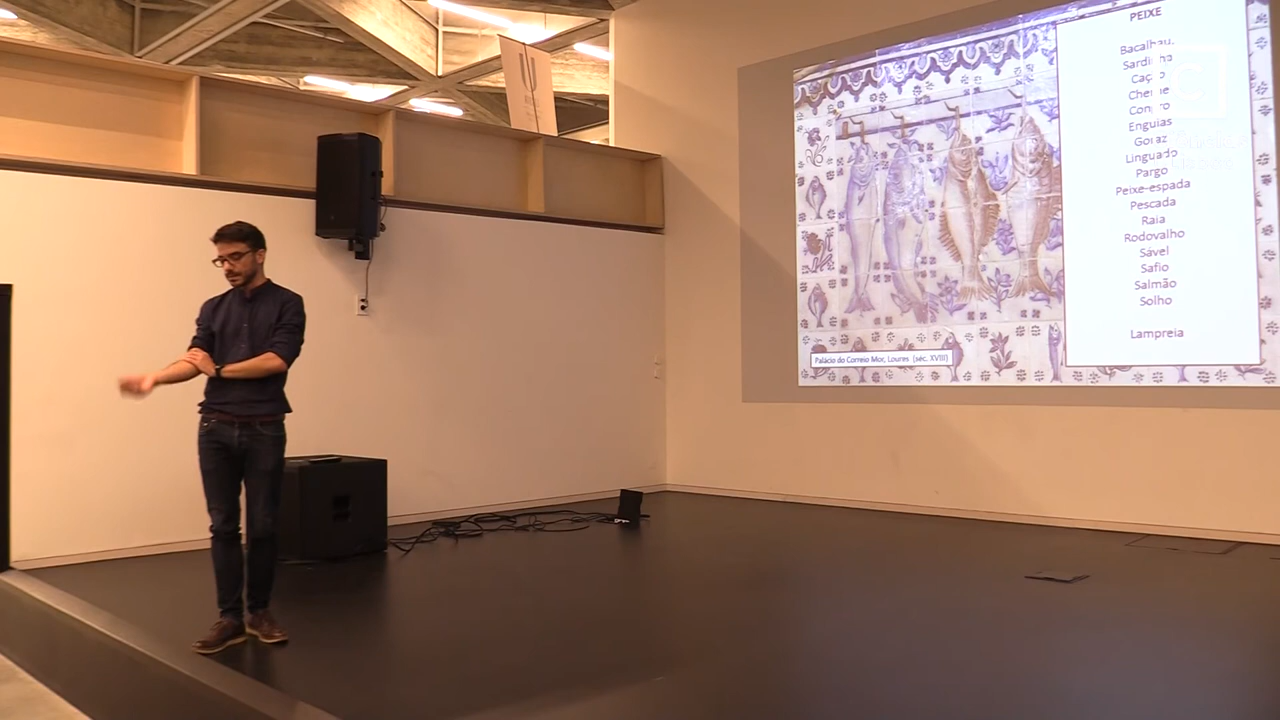 PEIXE
Bacalhau
Sardinha
Cação
Cherne
Congro
Enguias
Goraz
Linguado
Pargo
Peixe-espada
Pescada
Raia
Rodovalho
Sável
Safio
Salmão
Solho
Lampreia
Palácio do Correio Mor, Loures (séc. XVIII)